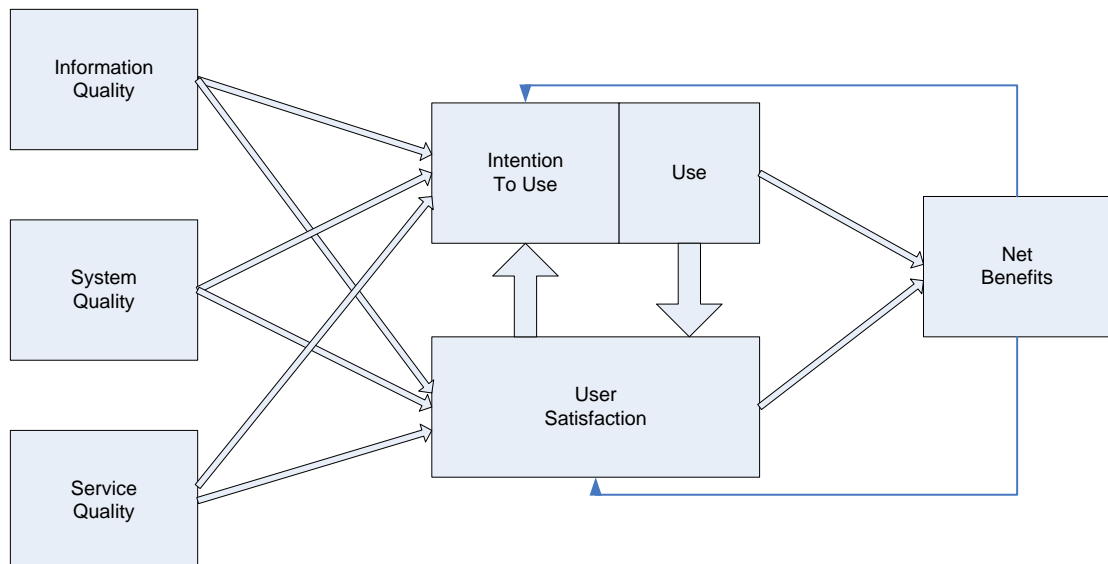 Information
Quality
System
Quality
Service
Quality
Intention
To Use
Use
User
Satisfaction
Net
Benefits